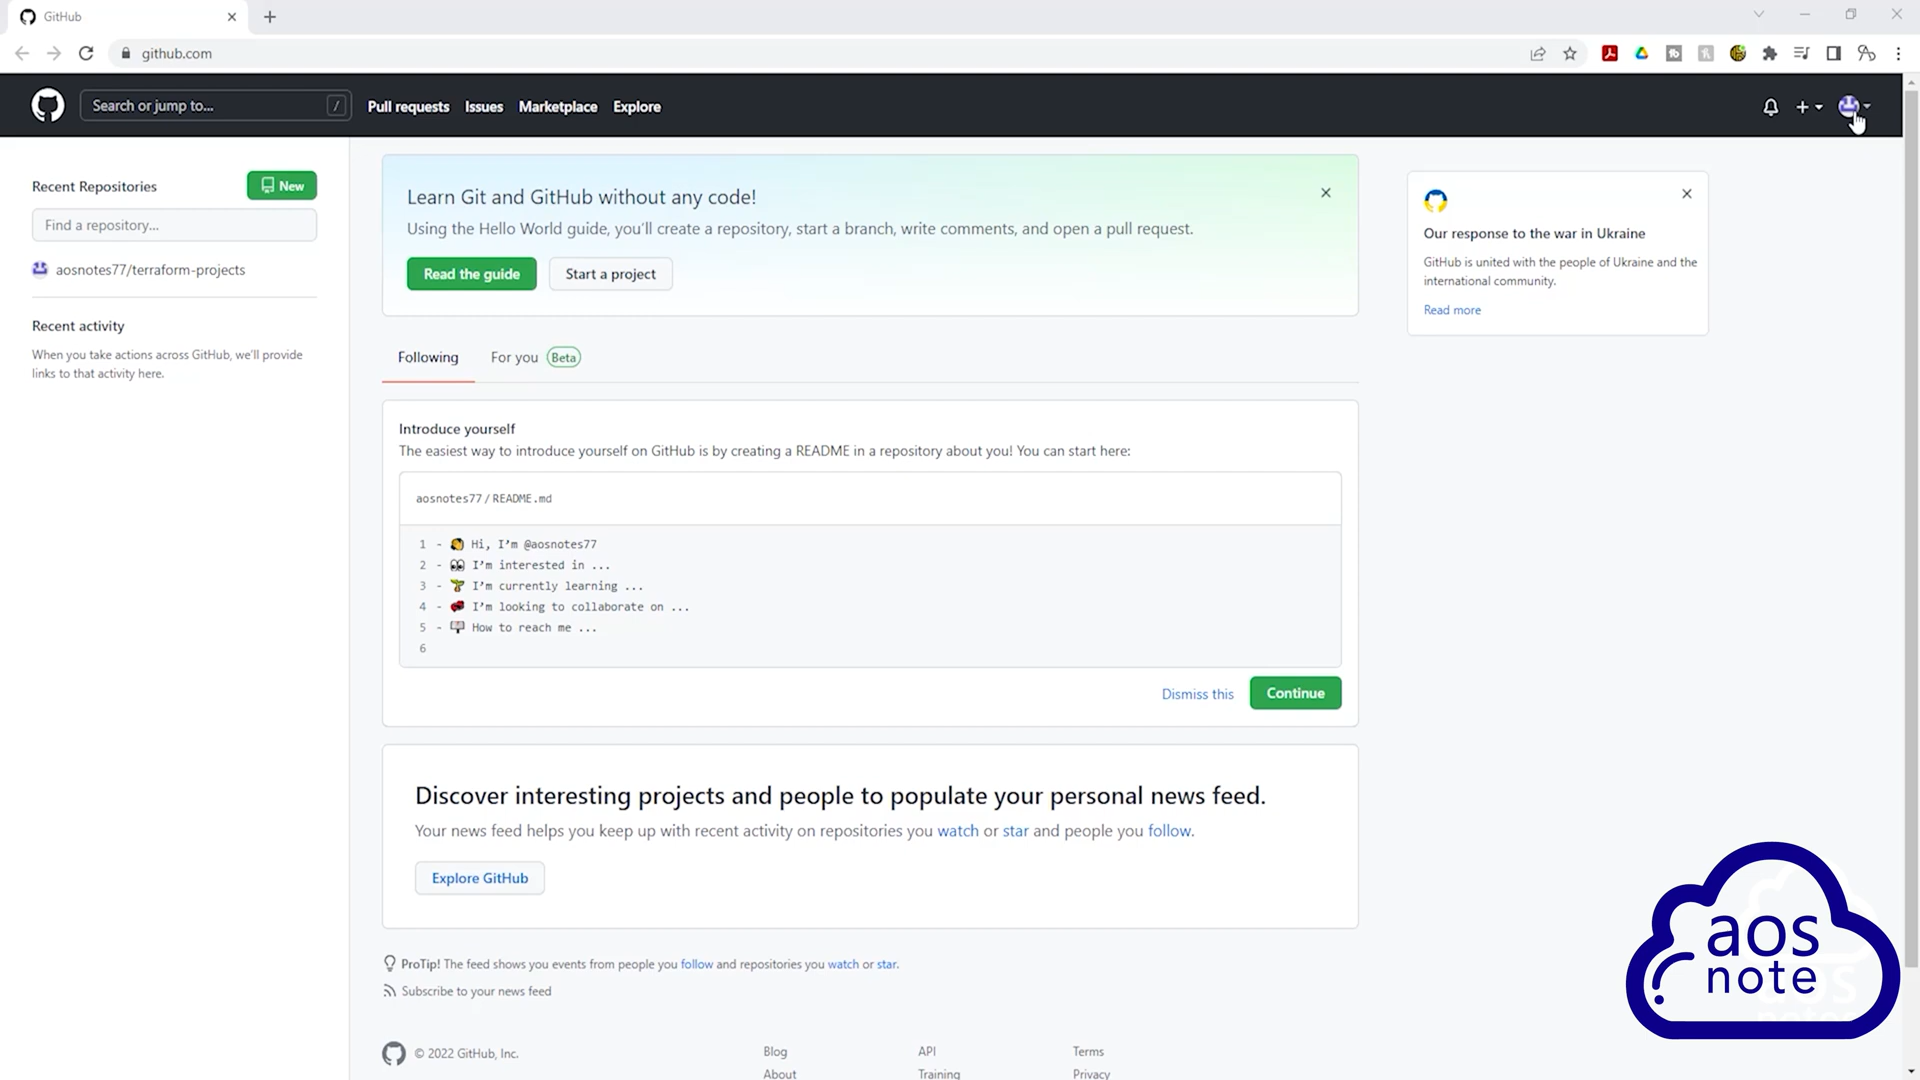 GitHub
github.com
Search or jump to...
/
Pull requests
Issues
Marketplace
Explore
Recent Repositories
New
Find a repository...
aosnotes77/terraform-projects
Recent activity
When you take actions across GitHub, we'll provide
links to that activity here.
Learn Git and GitHub without any code!
Using the Hello World guide, you'll create a repository, start a branch, write comments, and open a pull request.
Read the guide
Start a project
Following
For you
Beta
Introduce yourself
The easiest way to introduce yourself on GitHub is by creating a README in a repository about you! You can start here:
aosnotes77/README.md
1 - 👋 Hi, I'm @aosnotes77
2 - 👀 I'm interested in ...
3 - 🌱 I'm currently learning ...
4 - 💞️ I'm looking to collaborate on ...
5 - 📫 How to reach me ...
6
Dismiss this
Continue
Discover interesting projects and people to populate your personal news feed.
Your news feed helps you keep up with recent activity on repositories you watch or star and people you follow.
Explore GitHub
ProTip! The feed shows you events from people you follow and repositories you watch or star.
Subscribe to your news feed
© 2022 GitHub, Inc.
Blog
API
Terms
About
Training
Privacy
Our response to the war in Ukraine
GitHub is united with the people of Ukraine and the
international community.
Read more
aos
note